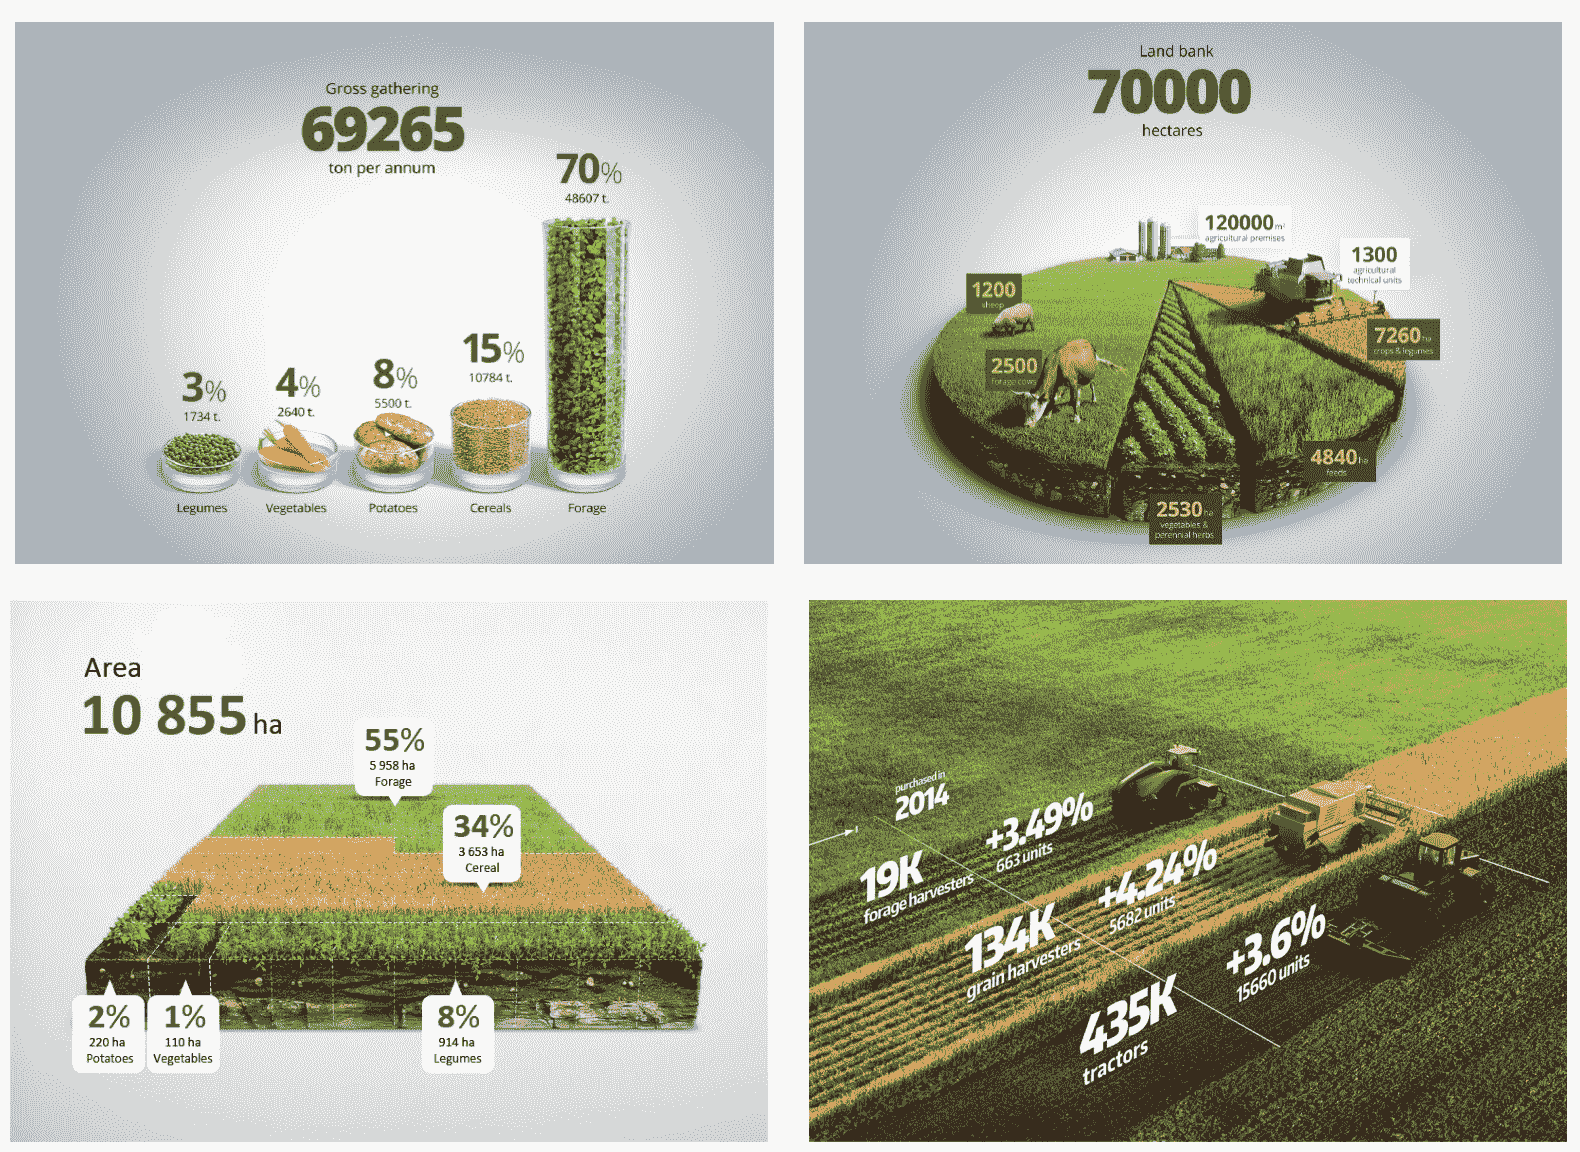 Gross gathering
69265
ton per annum
70%
48607 t.
15%
10784 t.
8%
5500 t.
4%
2640 t.
3%
1734 t.
Legumes
Vegetables
Potatoes
Cereals
Forage
Land bank
70000
hectares
120000 m²
agricultural premises
1300
agricultural
technical units
1200
sheep
7260 ha
crops & legumes
2500
forage cows
4840 ha
feeds
2530 ha
vegetables &
perennial herbs
Area
10 855 ha
55%
5 958 ha
Forage
34%
3 653 ha
Cereal
2%
220 ha
Potatoes
1%
110 ha
Vegetables
8%
914 ha
Legumes
purchased in
2014
+3.49%
663 units
19K
forage harvesters
+4.24%
5682 units
134K
grain harvesters
+3.6%
15660 units
435K
tractors